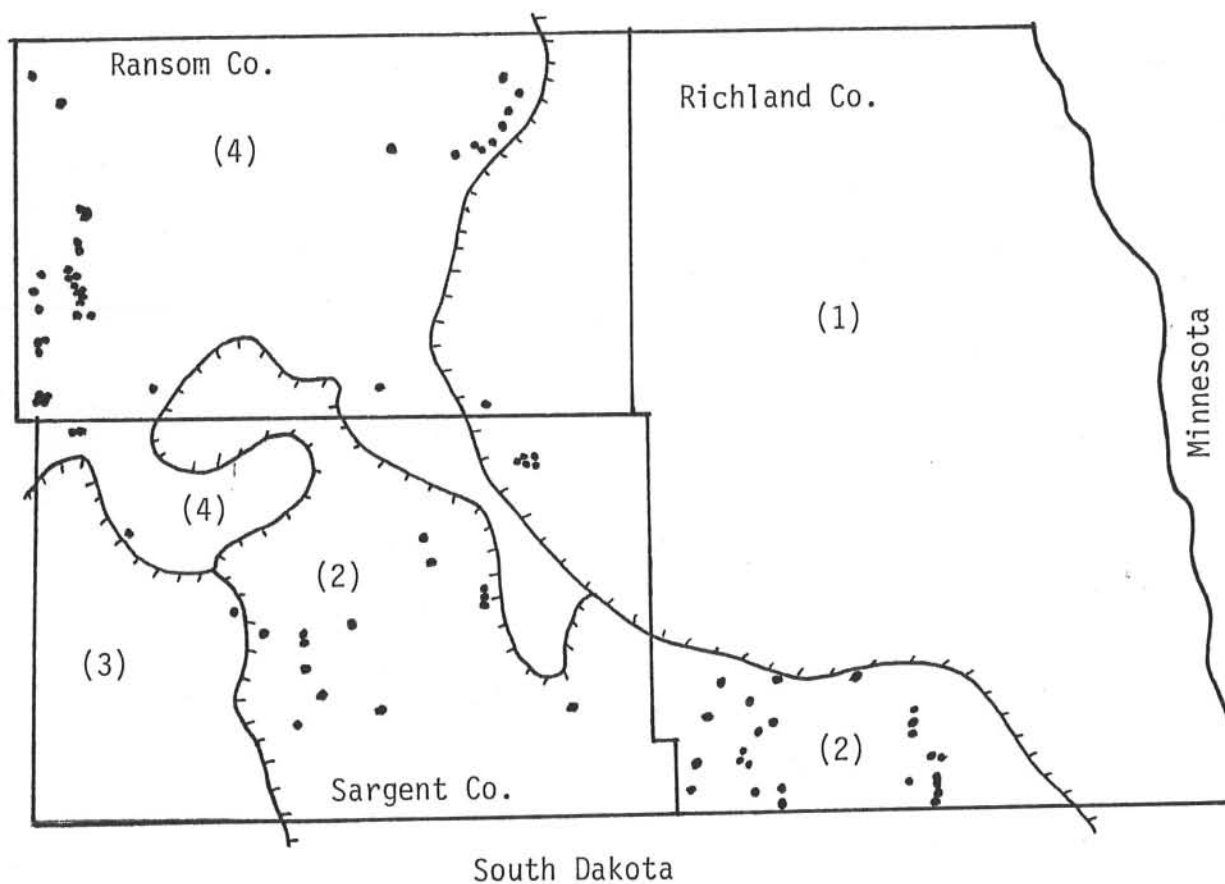 Ransom Co.
Richland Co.
(4)
(1)
Minnesota
(4)
(2)
(3)
(2)
Sargent Co.
South Dakota